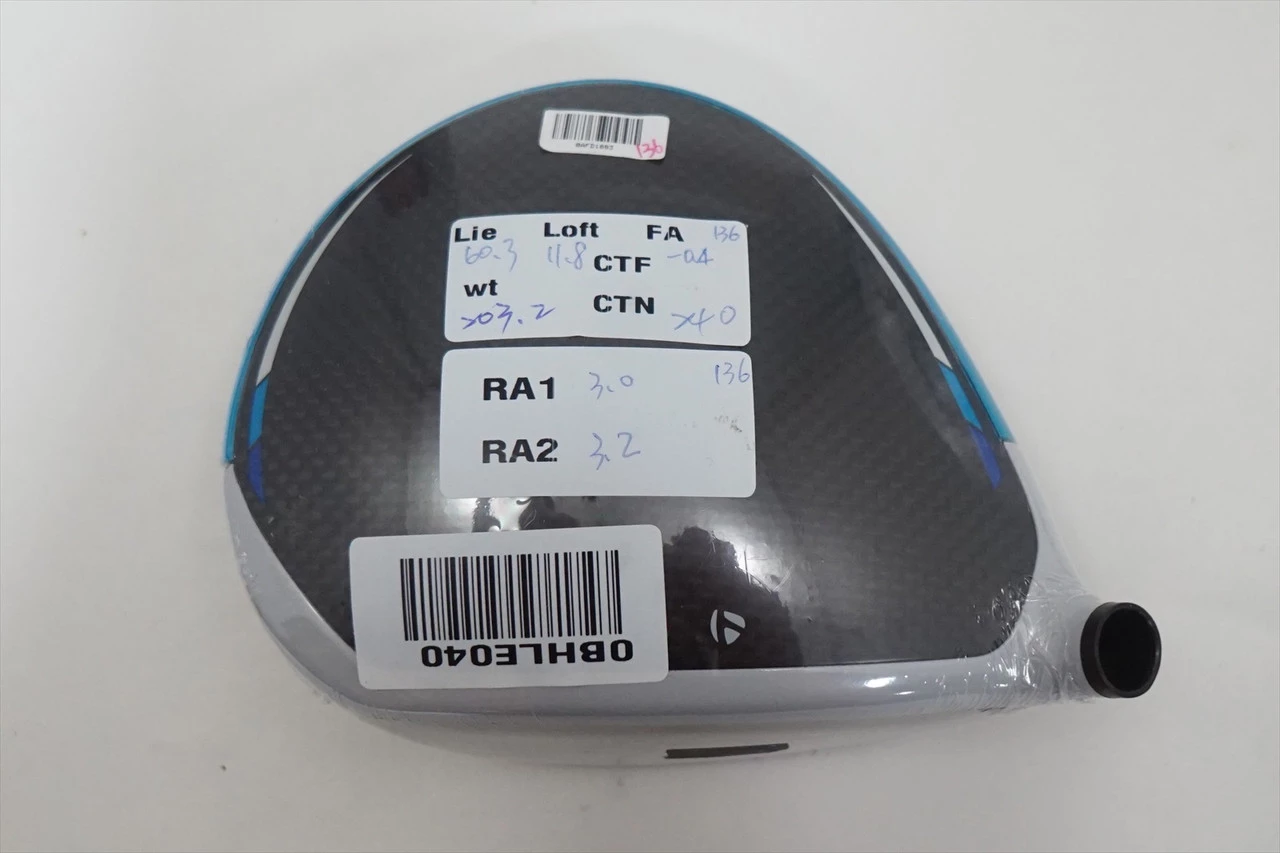 136
Lie Loft FA 136
60.3 11.8 CTF -0.4
wt CTN
203.2 240
RA1 3.0 136
RA2 3.2
0BHLE040